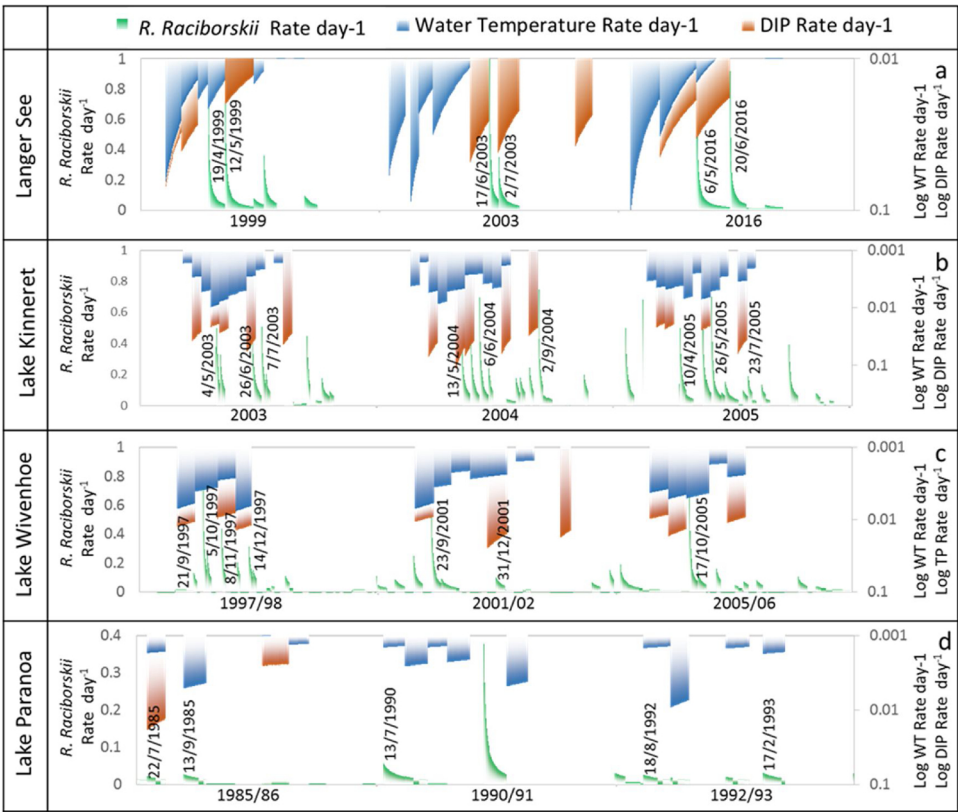 R. Raciborskii Rate day-1
Water Temperature Rate day-1
DIP Rate day-1
Langer See
R. Raciborskii
Rate day-1
1
0.8
0.6
0.4
0.2
0
19/4/1999
12/5/1999
17/6/2003
2/7/2003
6/5/2016
20/6/2016
a
0.01
0.1
Log WT Rate day-1
Log DIP Rate day-1
1999
2003
2016
Lake Kinneret
R. Raciborskii
Rate day-1
1
0.8
0.6
0.4
0.2
0
4/5/2003
26/6/2003
7/7/2003
13/5/2004
6/6/2004
2/9/2004
10/4/2005
26/5/2005
23/7/2005
b
0.001
0.01
0.1
Log WT Rate day-1
Log DIP Rate day-1
2003
2004
2005
Lake Wivenhoe
R. Raciborskii
Rate day-1
1
0.8
0.6
0.4
0.2
0
21/9/1997
5/10/1997
8/11/1997
14/12/1997
23/9/2001
31/12/2001
17/10/2005
c
0.001
0.01
0.1
Log WT Rate day-1
Log TP Rate day-1
1997/98
2001/02
2005/06
Lake Paranoa
R. Raciborskii
Rate day-1
0.4
0.3
0.2
0.1
0
22/7/1985
13/9/1985
13/7/1990
18/8/1992
17/2/1993
d
0.001
0.01
0.1
Log WT Rate day-1
Log DIP Rate day-1
1985/86
1990/91
1992/93